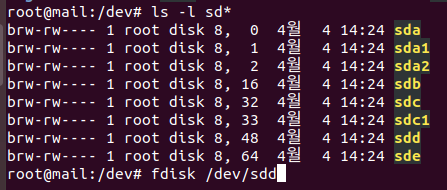 root@mail:/dev# ls -l sd*
brw-rw---- 1 root disk 8,  0  4월   4 14:24 sda
brw-rw---- 1 root disk 8,  1  4월   4 14:24 sda1
brw-rw---- 1 root disk 8,  2  4월   4 14:24 sda2
brw-rw---- 1 root disk 8, 16  4월   4 14:24 sdb
brw-rw---- 1 root disk 8, 32  4월   4 14:24 sdc
brw-rw---- 1 root disk 8, 33  4월   4 14:24 sdc1
brw-rw---- 1 root disk 8, 48  4월   4 14:24 sdd
brw-rw---- 1 root disk 8, 64  4월   4 14:24 sde
root@mail:/dev# fdisk /dev/sdd